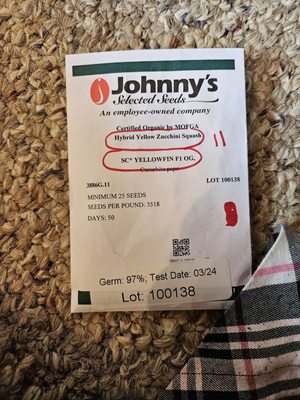 Johnny's
Selected Seeds
An employee-owned company
Certified Organic by MOFGA
Hybrid Yellow Zucchini Squash
11
SC* YELLOWFIN F1 OG,
Cucurbita pepo
3886G.11
LOT 100138
MINIMUM 25 SEEDS
SEEDS PER POUND: 3518
DAYS: 50
Germ: 97%; Test Date: 03/24
Lot: 100138